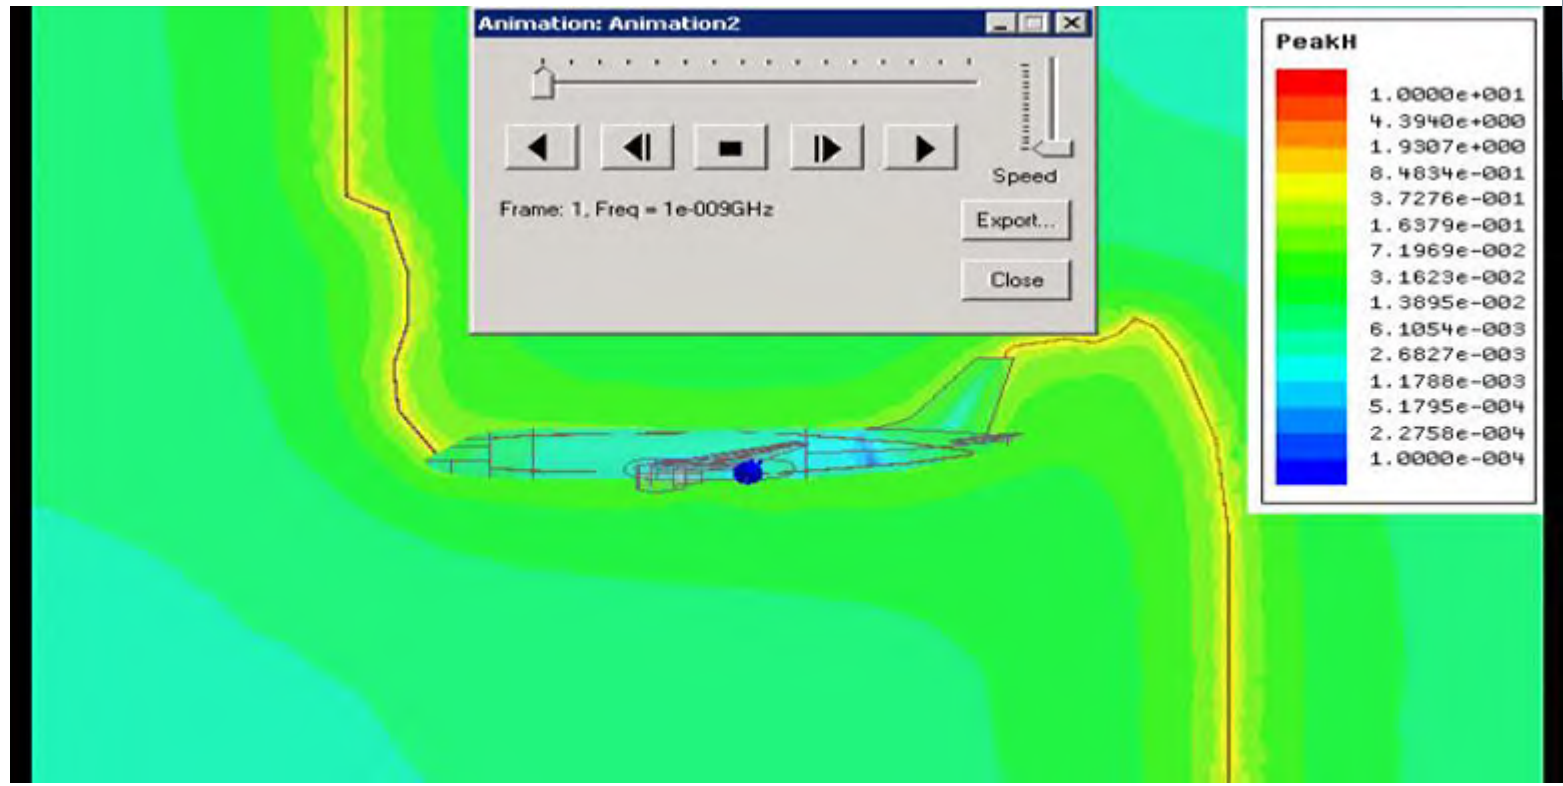 Animation: Animation2
Speed
Frame: 1, Freq = 1e-009GHz
Export...
Close
PeakH
1.0000e+001
4.3940e+000
1.9307e+000
8.4834e-001
3.7276e-001
1.6379e-001
7.1969e-002
3.1623e-002
1.3895e-002
6.1054e-003
2.6827e-003
1.1788e-003
5.1795e-004
2.2758e-004
1.0000e-004